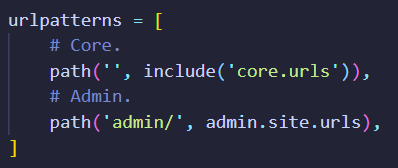 urlpatterns = [
    # Core.
    path('', include('core.urls')),
    # Admin.
    path('admin/', admin.site.urls),
]